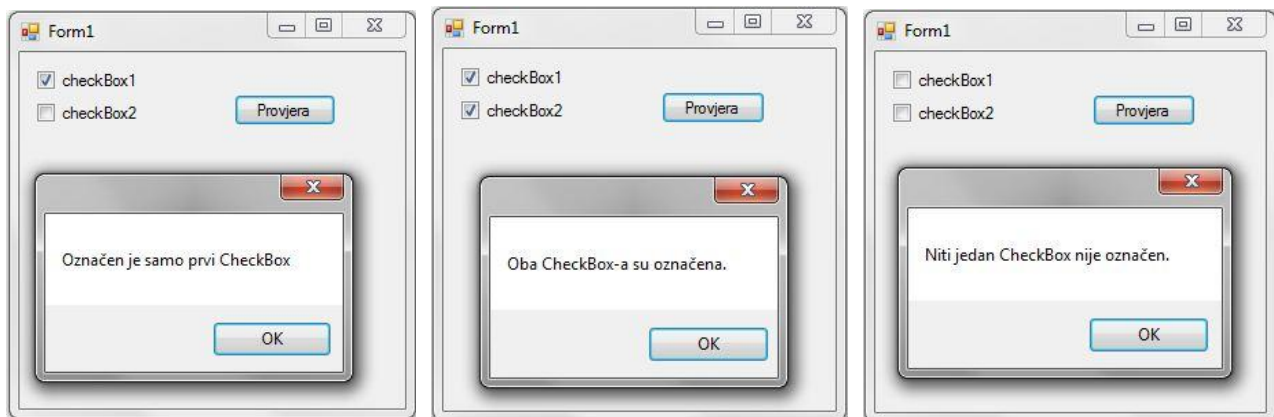 Form1
checkBox1
checkBox2
Provjera
Označen je samo prvi CheckBox
OK
Form1
checkBox1
checkBox2
Provjera
Oba CheckBox-a su označena.
OK
Form1
checkBox1
checkBox2
Provjera
Niti jedan CheckBox nije označen.
OK